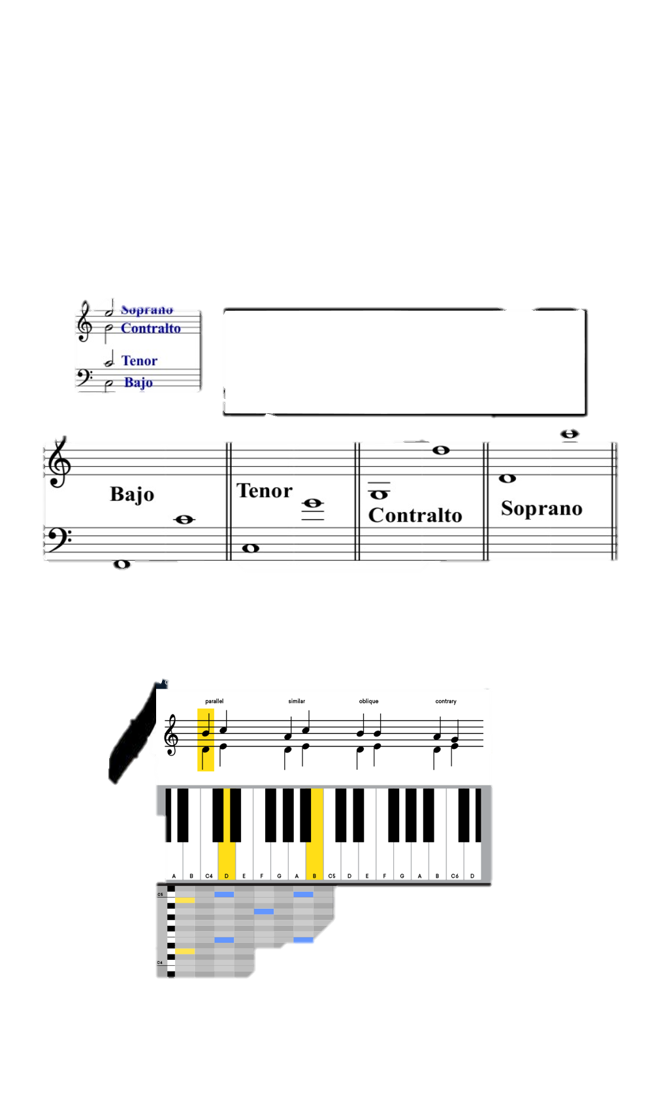 Soprano
Contralto
Tenor
Bajo
Bajo
Tenor
Contralto
Soprano
parallel similar oblique contrary
A B C4 D E F G A B C5 D E F G A B C6 D
C5
C4